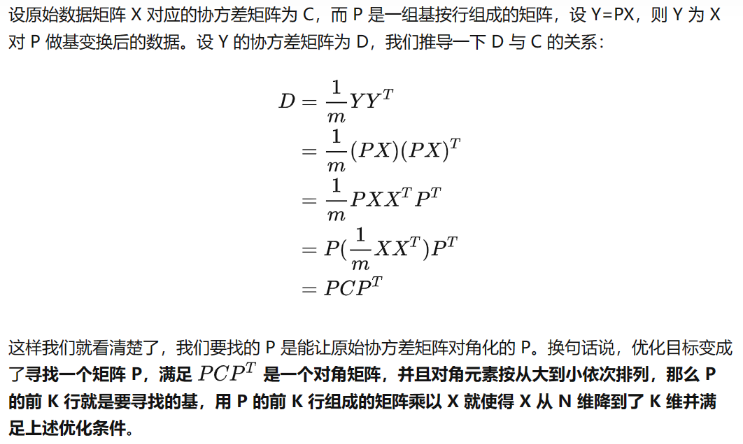 设原始数据矩阵 X 对应的协方差矩阵为 C，而 P 是一组基按行组成的矩阵，设 Y=PX，则 Y 为 X
对 P 做基变换后的数据。设 Y 的协方差矩阵为 D，我们推导一下 D 与 C 的关系：
D = \frac{1}{m}YY^T
= \frac{1}{m}(PX)(PX)^T
= \frac{1}{m}PXX^TP^T
= P(\frac{1}{m}XX^T)P^T
= PCP^T
这样我们就看清楚了，我们要找的 P 是能让原始协方差矩阵对角化的 P。换句话说，优化目标变成
了寻找一个矩阵 P，满足 PCP^T 是一个对角矩阵，并且对角元素按从大到小依次排列，那么 P
的前 K 行就是要寻找的基，用 P 的前 K 行组成的矩阵乘以 X 就使得 X 从 N 维降到了 K 维并满
足上述优化条件。